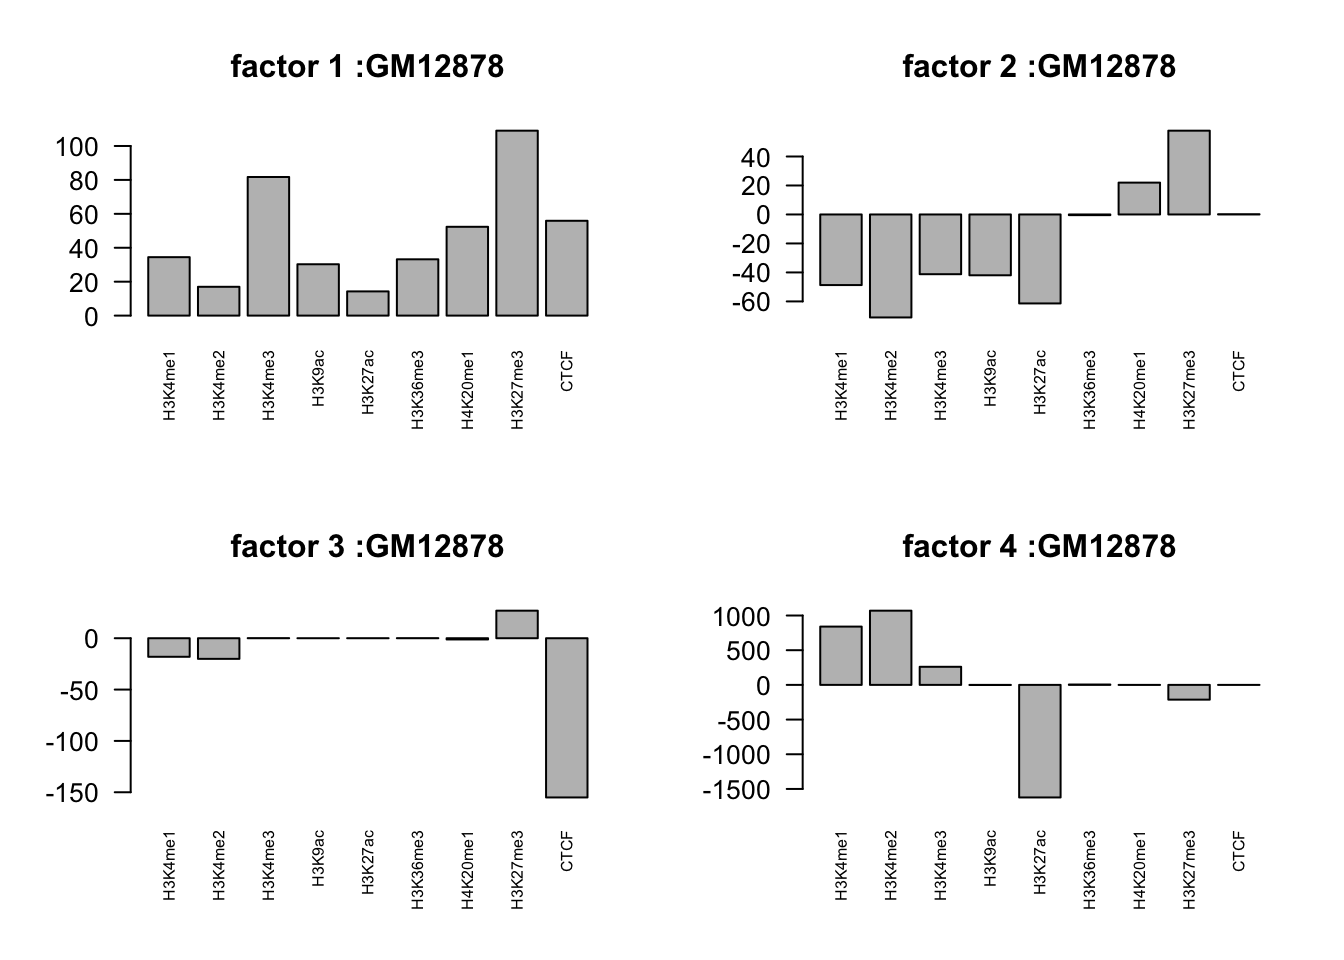 factor 1 :GM12878
100
80
60
40
20
0
H3K4me1
H3K4me2
H3K4me3
H3K9ac
H3K27ac
H3K36me3
H4K20me1
H3K27me3
CTCF
factor 2 :GM12878
40
20
0
-20
-40
-60
H3K4me1
H3K4me2
H3K4me3
H3K9ac
H3K27ac
H3K36me3
H4K20me1
H3K27me3
CTCF
factor 3 :GM12878
0
-50
-100
-150
H3K4me1
H3K4me2
H3K4me3
H3K9ac
H3K27ac
H3K36me3
H4K20me1
H3K27me3
CTCF
factor 4 :GM12878
1000
500
0
-500
-1000
-1500
H3K4me1
H3K4me2
H3K4me3
H3K9ac
H3K27ac
H3K36me3
H4K20me1
H3K27me3
CTCF